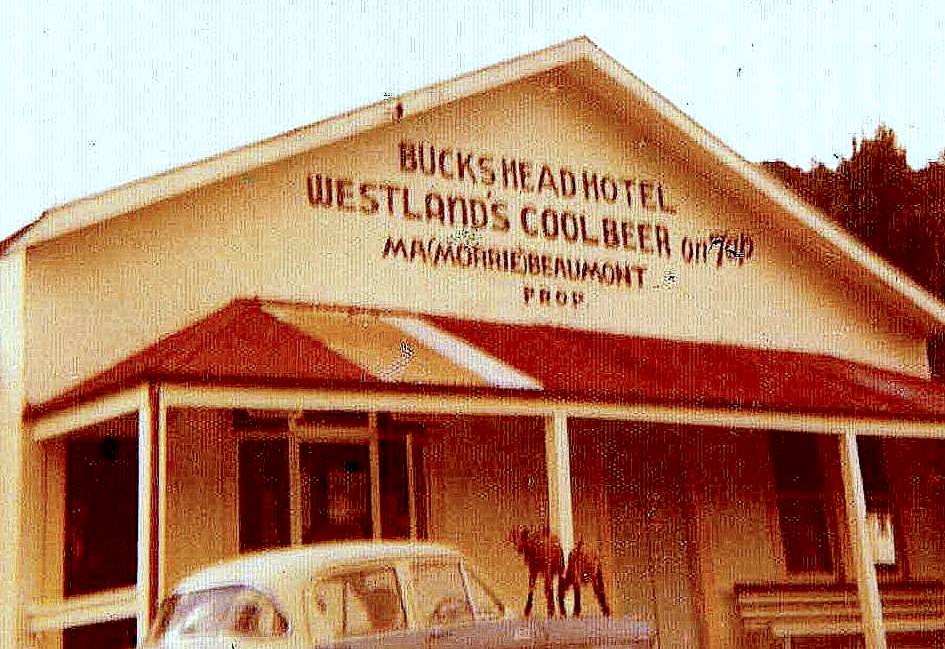 BUCKS HEAD HOTEL
WESTLAND'S COOL BEER on Tap
MA(MORRIE)BEAUMONT
PROP